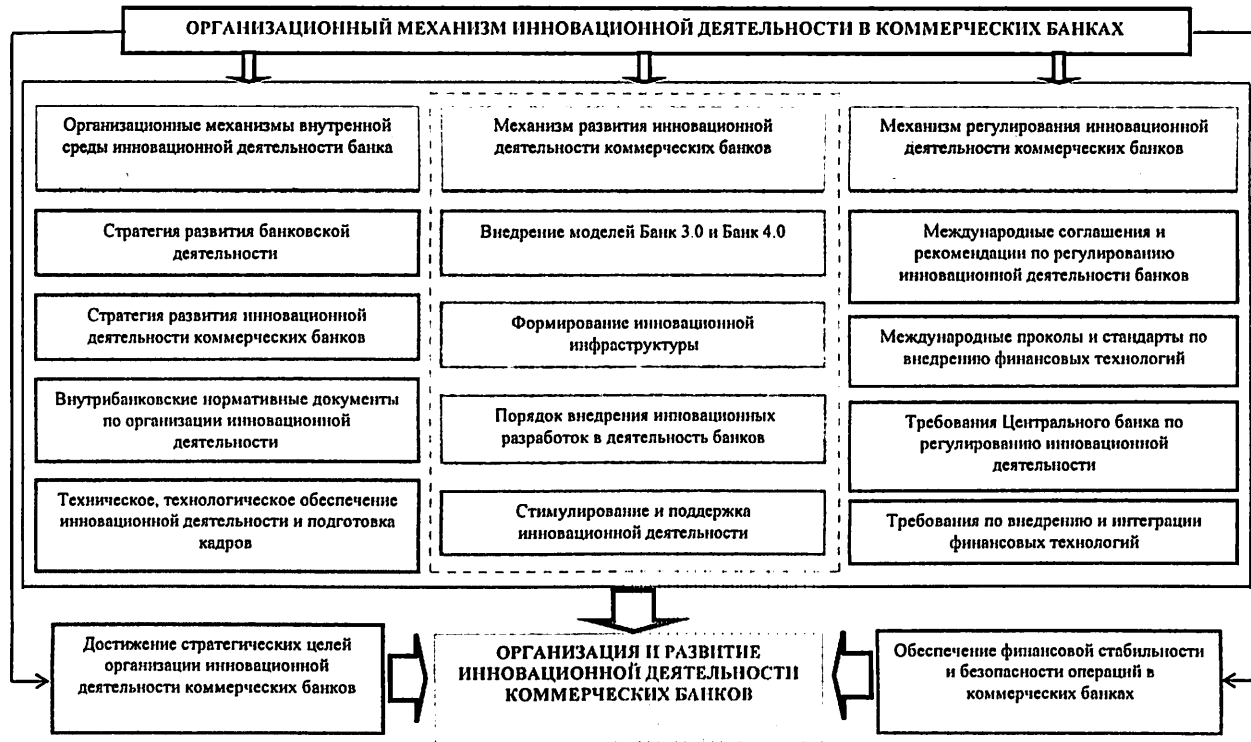 ОРГАНИЗАЦИОННЫЙ МЕХАНИЗМ ИННОВАЦИОННОЙ ДЕЯТЕЛЬНОСТИ В КОММЕРЧЕСКИХ БАНКАХ
Организационные механизмы внутренной
среды инновационной деятельности банка
Стратегия развития банковской
деятельности
Стратегия развития инновационной
деятельности коммерческих банков
Внутрибанковские нормативные документы
по организации инновационной
деятельности
Техническое, технологическое обеспечение
инновационной деятельности и подготовка
кадров
Механизм развития инновационной
деятельности коммерческих банков
Внедрение моделей Банк 3.0 и Банк 4.0
Формирование инновационной
инфраструктуры
Порядок внедрения инновационных
разработок в деятельность банков
Стимулирование и поддержка
инновационной деятельности
Механизм регулирования инновационной
деятельности коммерческих банков
Международные соглашения и
рекомендации по регулированию
инновационной деятельности банков
Международные проколы и стандарты по
внедрению финансовых технологий
Требования Центрального банка по
регулированию инновационной
деятельности
Требования по внедрению и интеграции
финансовых технологий
Достижение стратегических целей
организации инновационной
деятельности коммерческих банков
ОРГАНИЗАЦИЯ И РАЗВИТИЕ
ИННОВАЦИОННОЙ ДЕЯТЕЛЬНОСТИ
КОММЕРЧЕСКИХ БАНКОВ
Обеспечение финансовой стабильности
и безопасности операций в
коммерческих банках